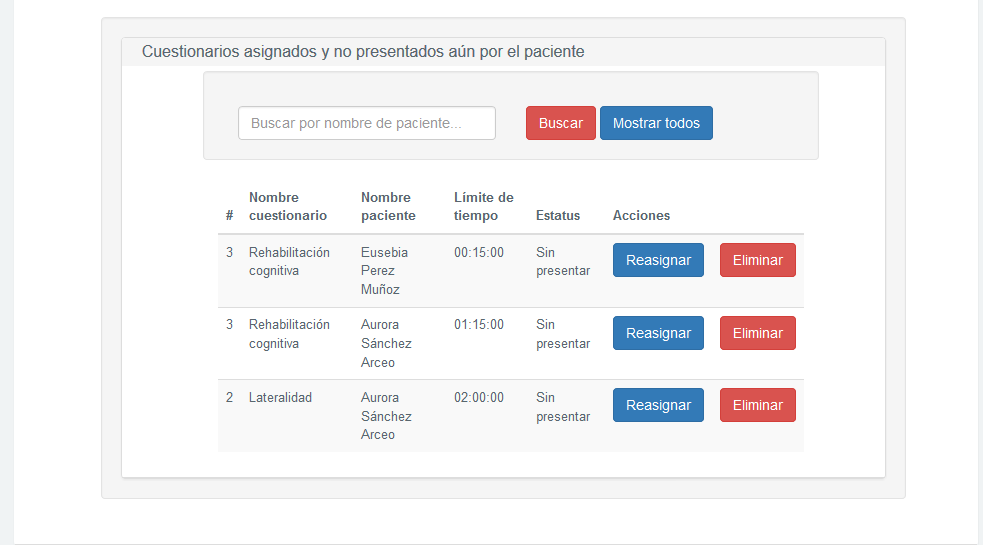 Cuestionarios asignados y no presentados aún por el paciente
Buscar por nombre de paciente... Buscar Mostrar todos
# Nombre cuestionario Nombre paciente Límite de tiempo Estatus Acciones
3 Rehabilitación cognitiva Eusebia Perez Muñoz 00:15:00 Sin presentar Reasignar Eliminar
3 Rehabilitación cognitiva Aurora Sánchez Arceo 01:15:00 Sin presentar Reasignar Eliminar
2 Lateralidad Aurora Sánchez Arceo 02:00:00 Sin presentar Reasignar Eliminar